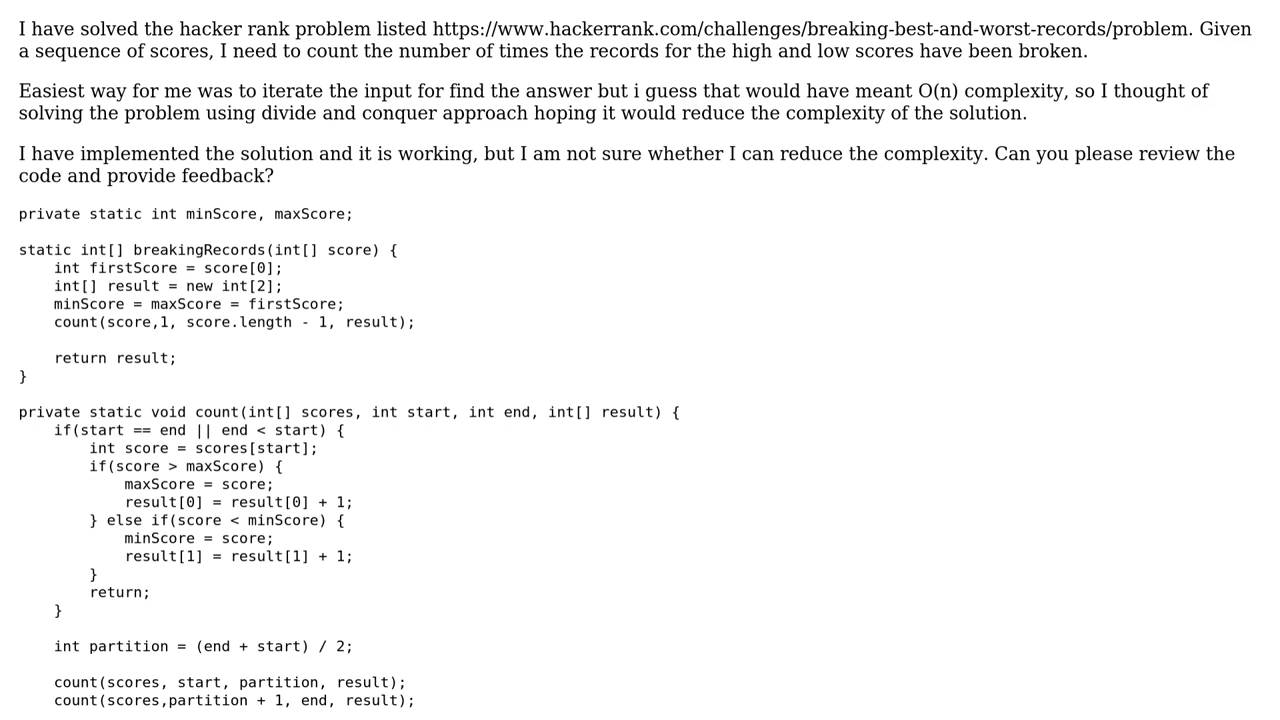 I have solved the hacker rank problem listed https://www.hackerrank.com/challenges/breaking-best-and-worst-records/problem. Given
a sequence of scores, I need to count the number of times the records for the high and low scores have been broken.
Easiest way for me was to iterate the input for find the answer but i guess that would have meant O(n) complexity, so I thought of
solving the problem using divide and conquer approach hoping it would reduce the complexity of the solution.
I have implemented the solution and it is working, but I am not sure whether I can reduce the complexity. Can you please review the
code and provide feedback?
private static int minScore, maxScore;
static int[] breakingRecords(int[] score) {
    int firstScore = score[0];
    int[] result = new int[2];
    minScore = maxScore = firstScore;
    count(score,1, score.length - 1, result);
    return result;
}
private static void count(int[] scores, int start, int end, int[] result) {
    if(start == end || end < start) {
        int score = scores[start];
        if(score > maxScore) {
            maxScore = score;
            result[0] = result[0] + 1;
        } else if(score < minScore) {
            minScore = score;
            result[1] = result[1] + 1;
        }
        return;
    }
    int partition = (end + start) / 2;
    count(scores, start, partition, result);
    count(scores,partition + 1, end, result);